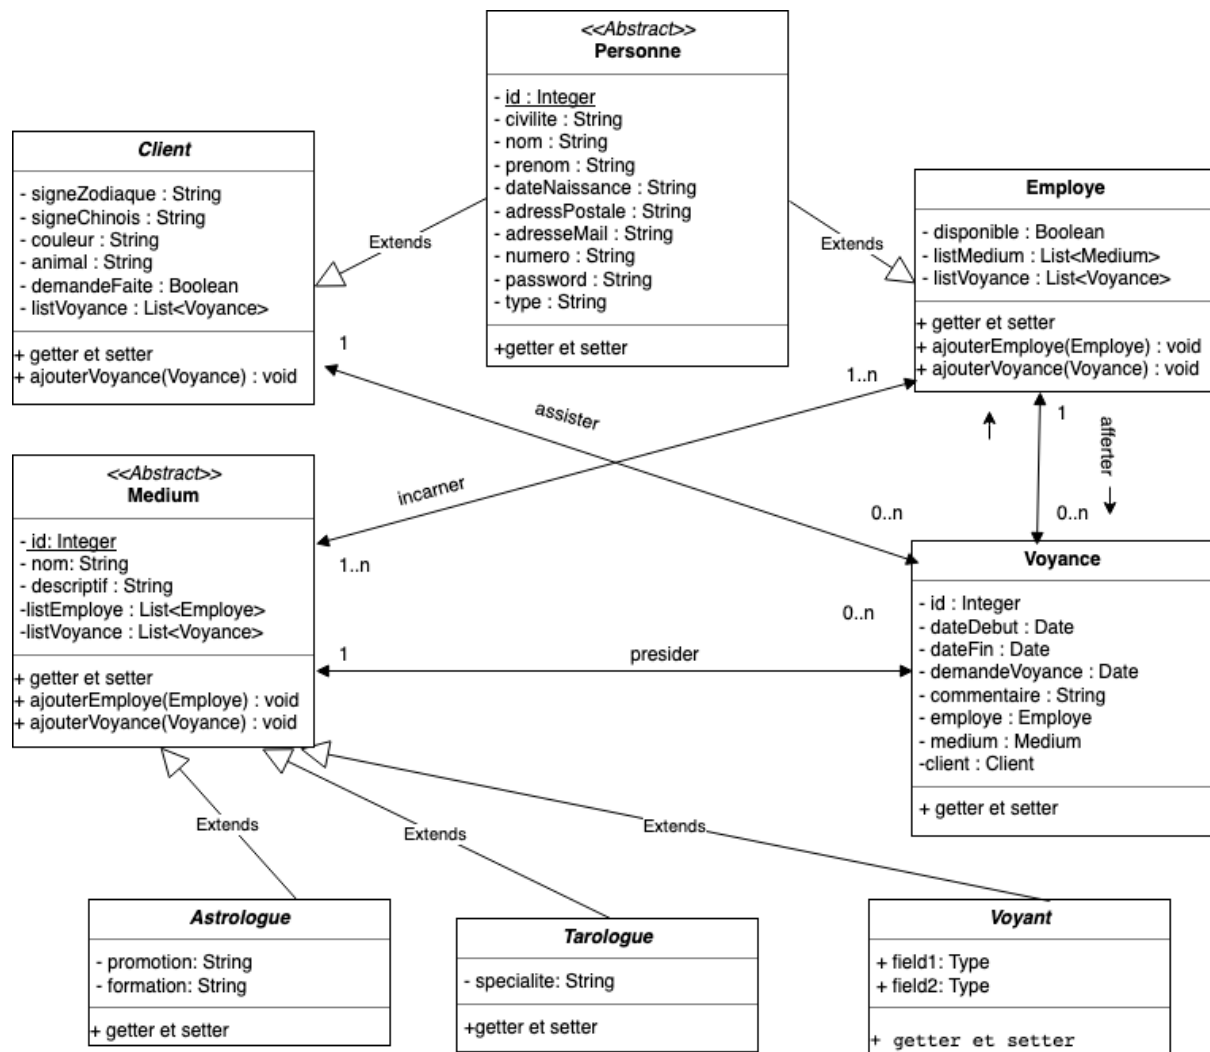 <<Abstract>>
Personne
- id : Integer
- civilite : String
- nom : String
- prenom : String
- dateNaissance : String
- adressPostale : String
- adresseMail : String
- numero : String
- password : String
- type : String
+getter et setter
Client
- signeZodiaque : String
- signeChinois : String
- couleur : String
- animal : String
- demandeFaite : Boolean
- listVoyance : List<Voyance>
+ getter et setter
+ ajouterVoyance(Voyance) : void
Extends
Extends
Employe
- disponible : Boolean
- listMedium : List<Medium>
- listVoyance : List<Voyance>
+ getter et setter
+ ajouterEmploye(Employe) : void
+ ajouterVoyance(Voyance) : void
1
1..n
assister
incarner
1
afferter
0..n
0..n
1..n
0..n
<<Abstract>>
Medium
- id: Integer
- nom: String
- descriptif : String
-listEmploye : List<Employe>
-listVoyance : List<Voyance>
+ getter et setter
+ ajouterEmploye(Employe) : void
+ ajouterVoyance(Voyance) : void
1
presider
Voyance
- id : Integer
- dateDebut : Date
- dateFin : Date
- demandeVoyance : Date
- commentaire : String
- employe : Employe
- medium : Medium
-client : Client
+ getter et setter
Extends
Extends
Extends
Astrologue
- promotion: String
- formation: String
+ getter et setter
Tarologue
- specialite: String
+getter et setter
Voyant
+ field1: Type
+ field2: Type
+ getter et setter